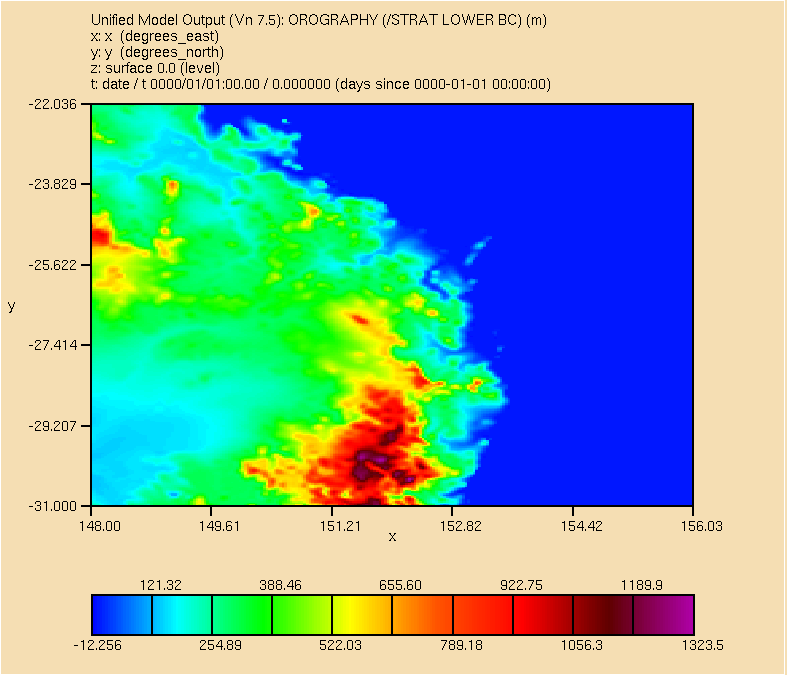 Unified Model Output (Vn 7.5): OROGRAPHY (/STRAT LOWER BC) (m)
x: x (degrees_east)
y: y (degrees_north)
z: surface 0.0 (level)
t: date / t 0000/01/01:00.00 / 0.000000 (days since 0000-01-01 00:00:00)
-22.036
-23.829
-25.622
y
-27.414
-29.207
-31.000
148.00 149.61 151.21 152.82 154.42 156.03
x
121.32 388.46 655.60 922.75 1189.9
-12.256 254.89 522.03 789.18 1056.3 1323.5